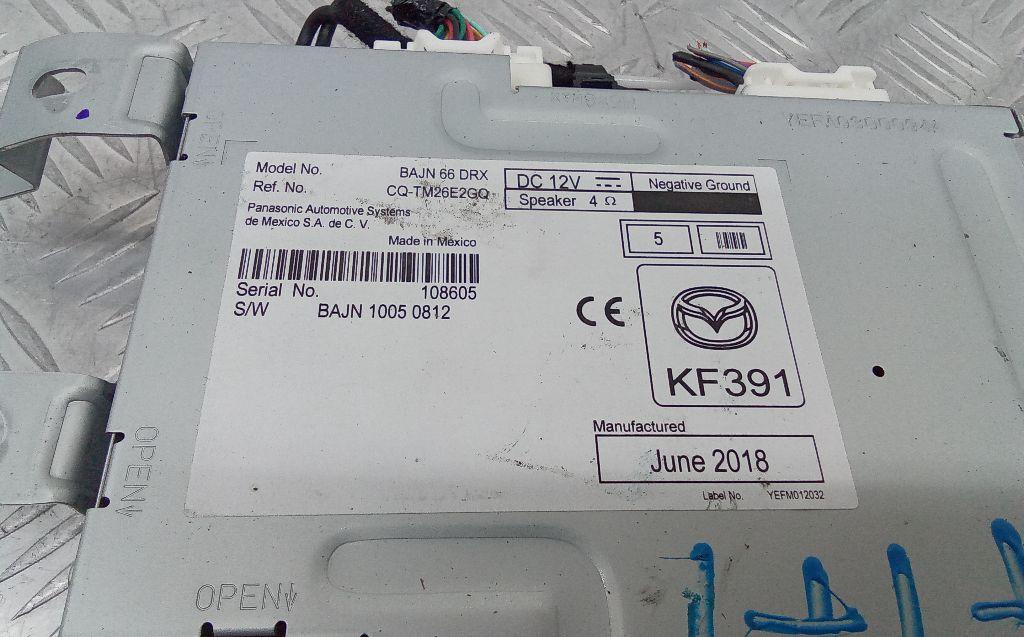 Model No. BAJN 66 DRX
Ref. No. CQ-TM26E2GQ
Panasonic Automotive Systems
de Mexico S.A. de C. V.
Made in Mexico
Serial No. 108605
S/W BAJN 1005 0812
DC 12V Negative Ground
Speaker 4 Ω
5
CE
KF391
Manufactured
June 2018
Label No. YEFM012032
OPEN
OPEN
OPEN